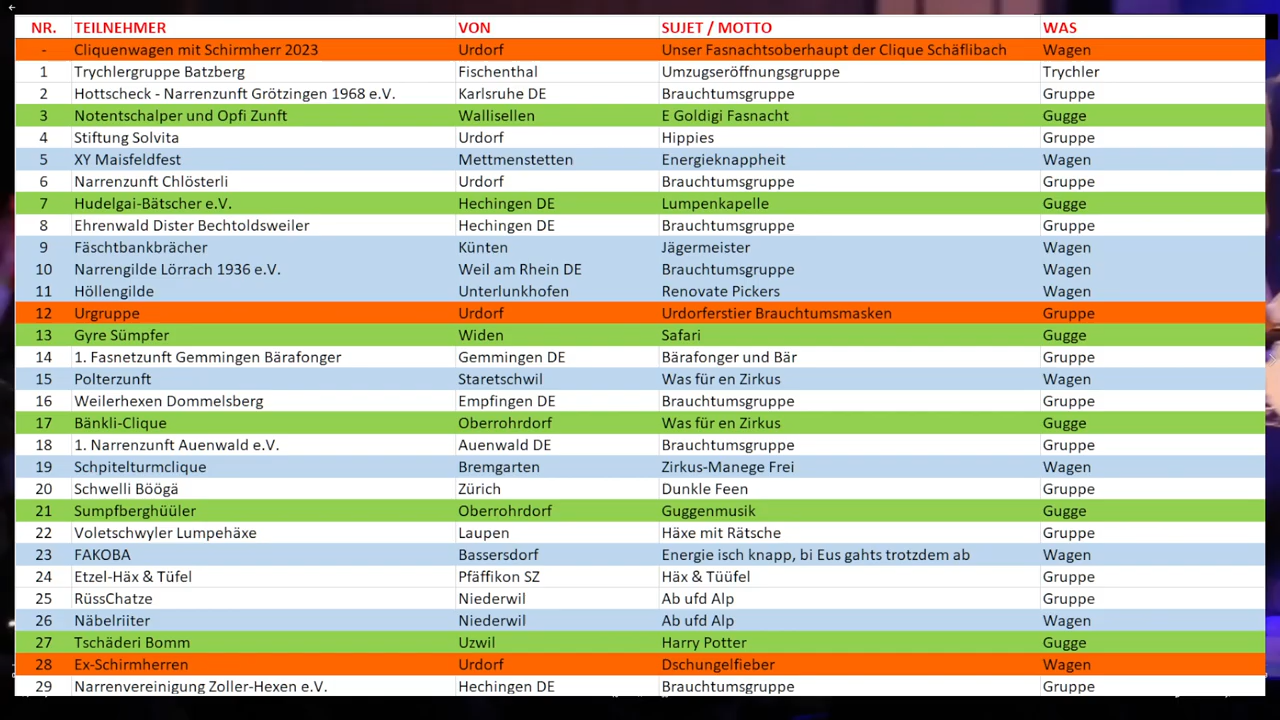 NR. TEILNEHMER VON SUJET / MOTTO WAS
- Cliquenwagen mit Schirmherr 2023 Urdorf Unser Fasnachtsoberhaupt der Clique Schäflibach Wagen
1 Trychlergruppe Batzberg Fischenthal Umzugseröffnungsgruppe Trychler
2 Hottscheck - Narrenzunft Grötzingen 1968 e.V. Karlsruhe DE Brauchtumsgruppe Gruppe
3 Notentschalper und Opfi Zunft Wallisellen E Goldigi Fasnacht Gugge
4 Stiftung Solvita Urdorf Hippies Gruppe
5 XY Maisfeldfest Mettmenstetten Energieknappheit Wagen
6 Narrenzunft Chlösterli Urdorf Brauchtumsgruppe Gruppe
7 Hudelgai-Bätscher e.V. Hechingen DE Lumpenkapelle Gugge
8 Ehrenwald Dister Bechtoldsweiler Hechingen DE Brauchtumsgruppe Gruppe
9 Fäschtbankbrächer Künten Jägermeister Wagen
10 Narrengilde Lörrach 1936 e.V. Weil am Rhein DE Brauchtumsgruppe Wagen
11 Höllengilde Unterlunkhofen Renovate Pickers Wagen
12 Urgruppe Urdorf Urdorferstier Brauchtumsmasken Gruppe
13 Gyre Sümpfer Widen Safari Gugge
14 1. Fasnetzunft Gemmingen Bärafonger Gemmingen DE Bärafonger und Bär Gruppe
15 Polterzunft Staretschwil Was für en Zirkus Wagen
16 Weilerhexen Dommelsberg Empfingen DE Brauchtumsgruppe Gruppe
17 Bänkli-Clique Oberrohrdorf Was für en Zirkus Gugge
18 1. Narrenzunft Auenwald e.V. Auenwald DE Brauchtumsgruppe Gruppe
19 Schpitelturmclique Bremgarten Zirkus-Manege Frei Wagen
20 Schwelli Böögä Zürich Dunkle Feen Gruppe
21 Sumpfberghüüler Oberrohrdorf Guggenmusik Gugge
22 Voletschwyler Lumpehäxe Laupen Häxe mit Rätsche Gruppe
23 FAKOBA Bassersdorf Energie isch knapp, bi Eus gahts trotzdem ab Wagen
24 Etzel-Häx & Tüfel Pfäffikon SZ Häx & Tüüfel Gruppe
25 RüssChatze Niederwil Ab ufd Alp Gruppe
26 Näbelriiter Niederwil Ab ufd Alp Wagen
27 Tschäderi Bomm Uzwil Harry Potter Gugge
28 Ex-Schirmherren Urdorf Dschungelfieber Wagen
29 Narrenvereinigung Zoller-Hexen e.V. Hechingen DE Brauchtumsgruppe Gruppe